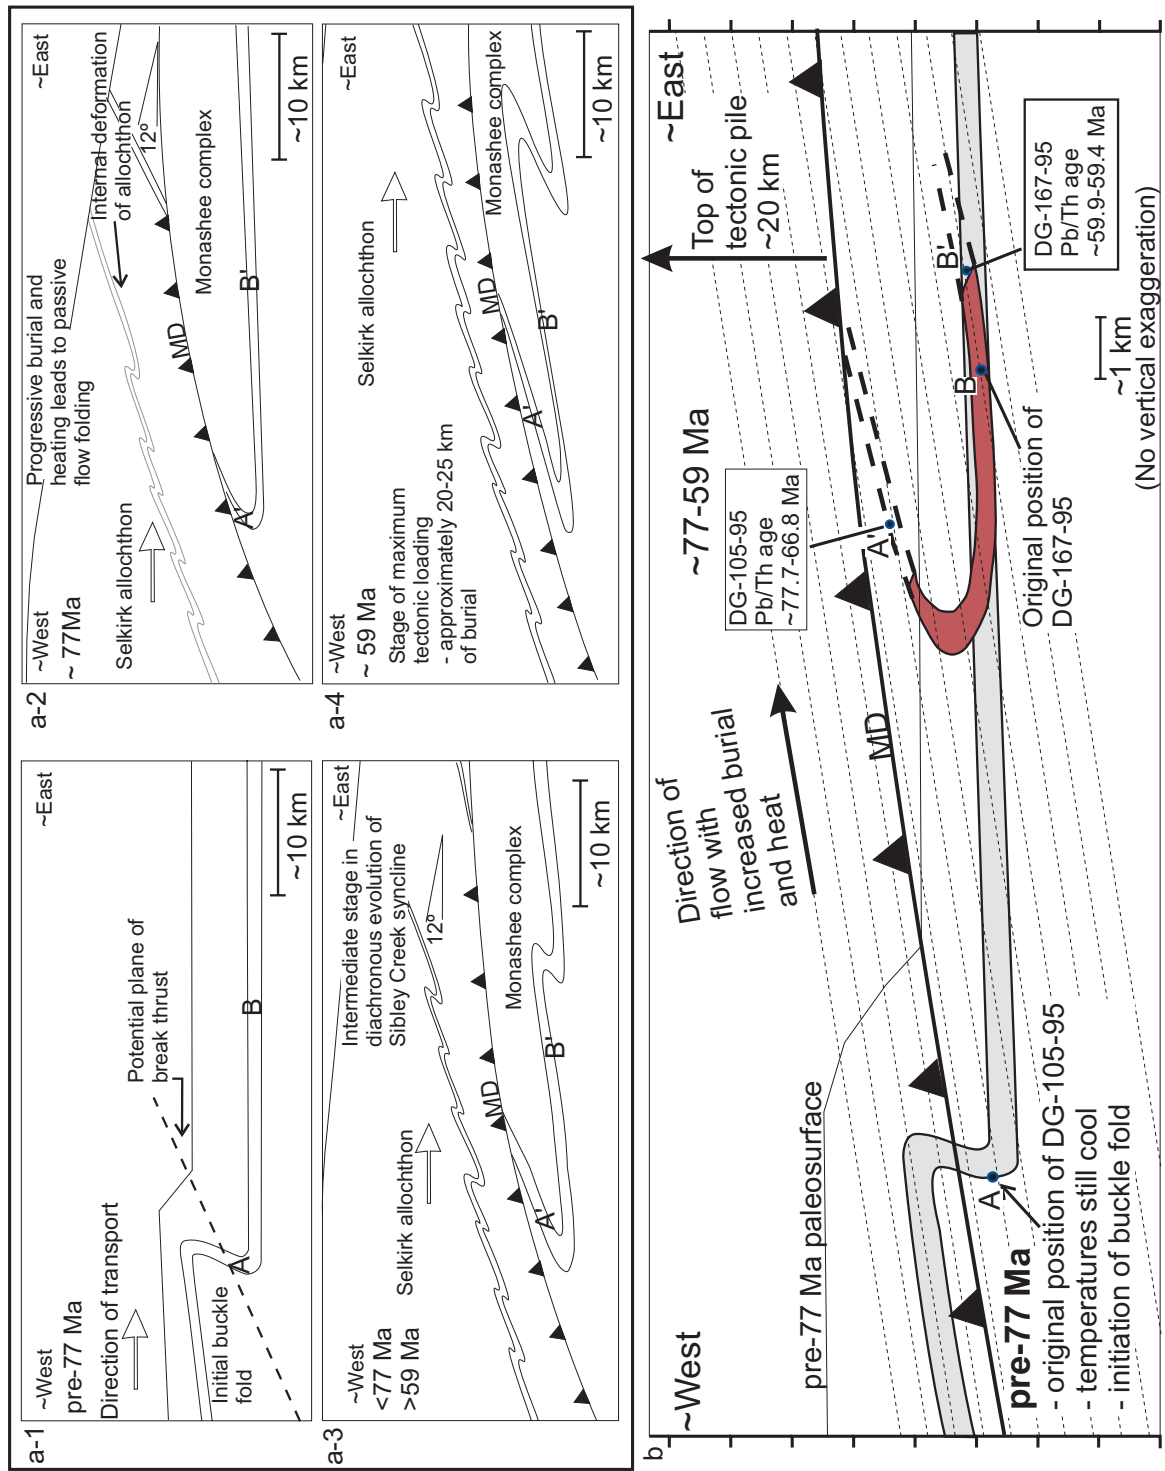 a-1
~West
pre-77 Ma
Direction of transport
Initial buckle
fold
A
Potential plane of
break thrust
B
~East
~10 km
a-2
~West
~ 77Ma
Selkirk allochthon
Progressive burial and
heating leads to passive
flow folding
A'
MD
Internal deformation
of allochthon
12º
Monashee complex
B'
~East
~10 km
a-3
~West
<77 Ma
>59 Ma
Selkirk allochthon
Intermediate stage in
diachronous evolution of
Sibley Creek syncline
A'
MD
B'
12º
Monashee complex
~East
~10 km
a-4
~West
~ 59 Ma
Stage of maximum
tectonic loading
- approximately 20-25 km
of burial
Selkirk allochthon
A'
MD
B'
Monashee complex
~East
~10 km
b
~West
~77-59 Ma
~East
pre-77 Ma paleosurface
Direction of
flow with
increased burial
and heat
MD
Top of
tectonic pile
~20 km
DG-105-95
Pb/Th age
~77.7-66.8 Ma
A'
B
B'
DG-167-95
Pb/Th age
~59.9-59.4 Ma
Original position of
DG-167-95
A
pre-77 Ma
- original position of DG-105-95
- temperatures still cool
- initiation of buckle fold
~1 km
(No vertical exaggeration)